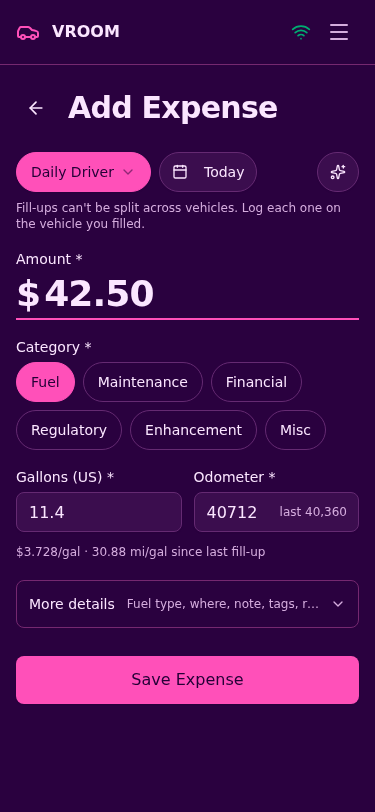 VROOM
Add Expense
Daily Driver
Today
Fill-ups can't be split across vehicles. Log each one on
the vehicle you filled.
Amount *
$ 42.50
Category *
Fuel
Maintenance
Financial
Regulatory
Enhancement
Misc
Gallons (US) *
Odometer *
11.4
40712
last 40,360
$3.728/gal · 30.88 mi/gal since last fill-up
More details
Fuel type, where, note, tags, r...
Save Expense